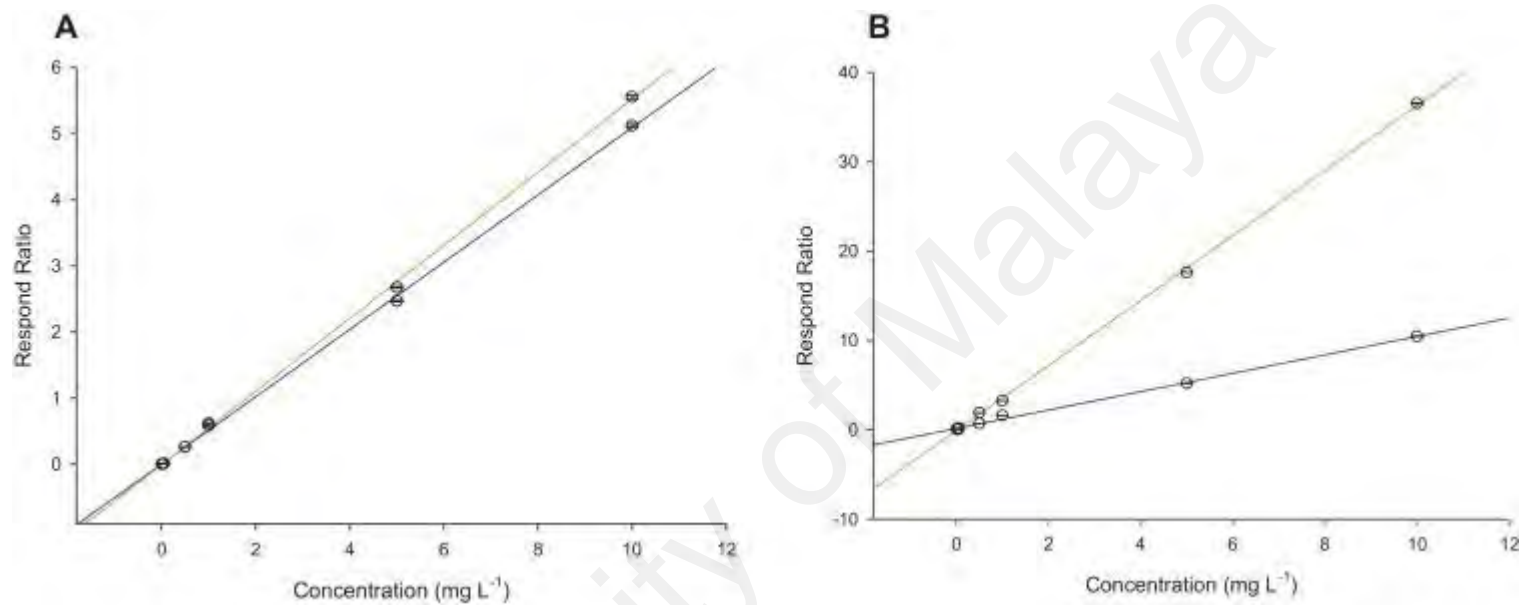 A
6
5
4
3
2
1
0
Respond Ratio
0 2 4 6 8 10 12
Concentration (mg L⁻¹)
B
40
30
20
10
0
-10
Respond Ratio
0 2 4 6 8 10 12
Concentration (mg L⁻¹)
ity of Malaya